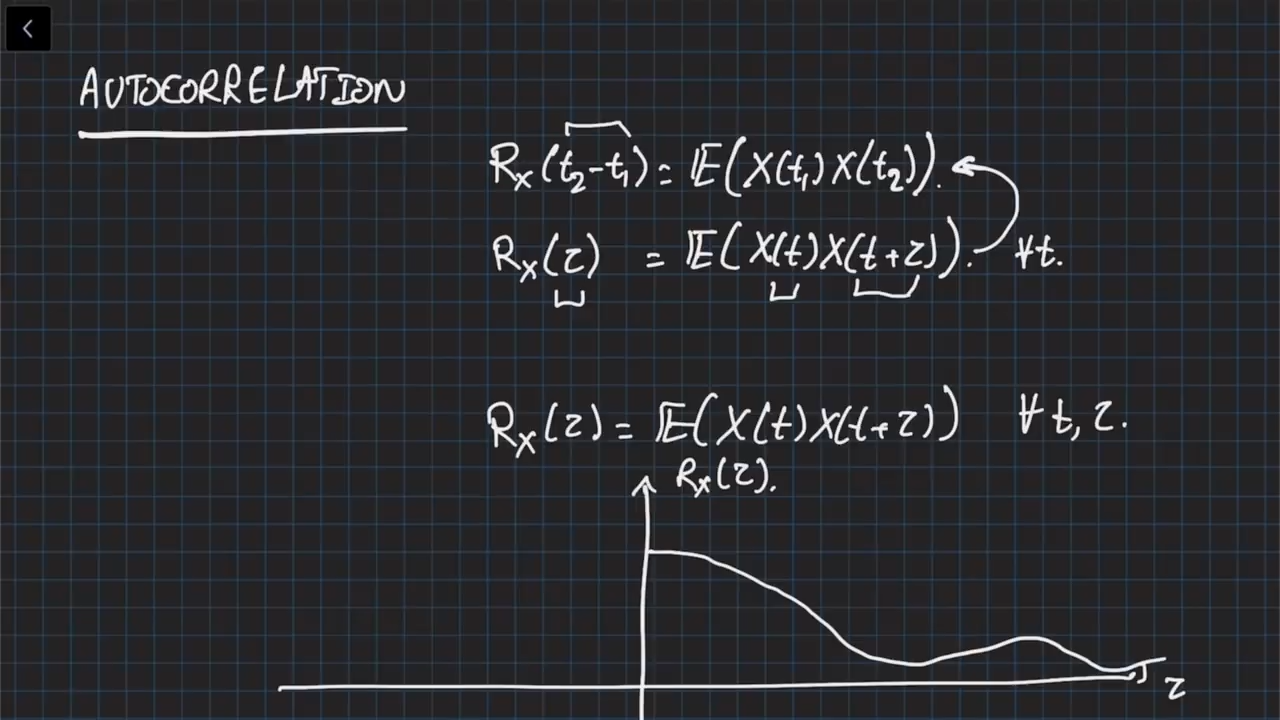 AUTOCORRELATION
Rx(t₂-t₁) = 𝔼(X(t₁)X(t₂)).
Rx(τ) = 𝔼(X(t)X(t+τ)). ∀t.
Rx(τ) = 𝔼(X(t)X(t+τ)) ∀t, τ.
Rx(τ).
τ